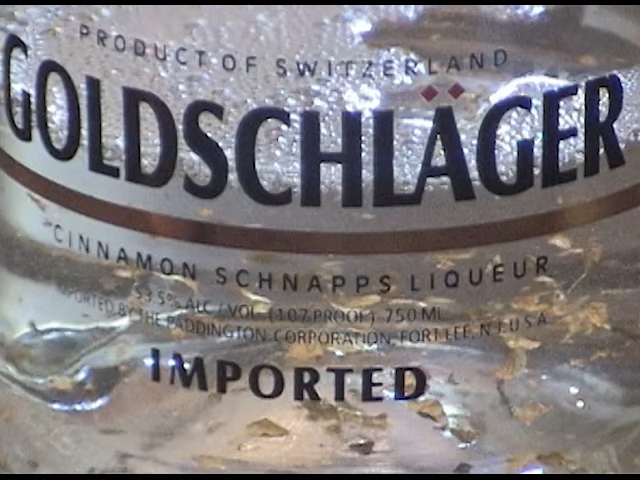 PRODUCT OF SWITZERLAND
GOLDSCHLÄGER
CINNAMON SCHNAPPS LIQUEUR
53.5% ALC / VOL (107 PROOF) 750 ML
IMPORTED BY THE PADDINGTON CORPORATION, FORT LEE, N.J. U S A
IMPORTED